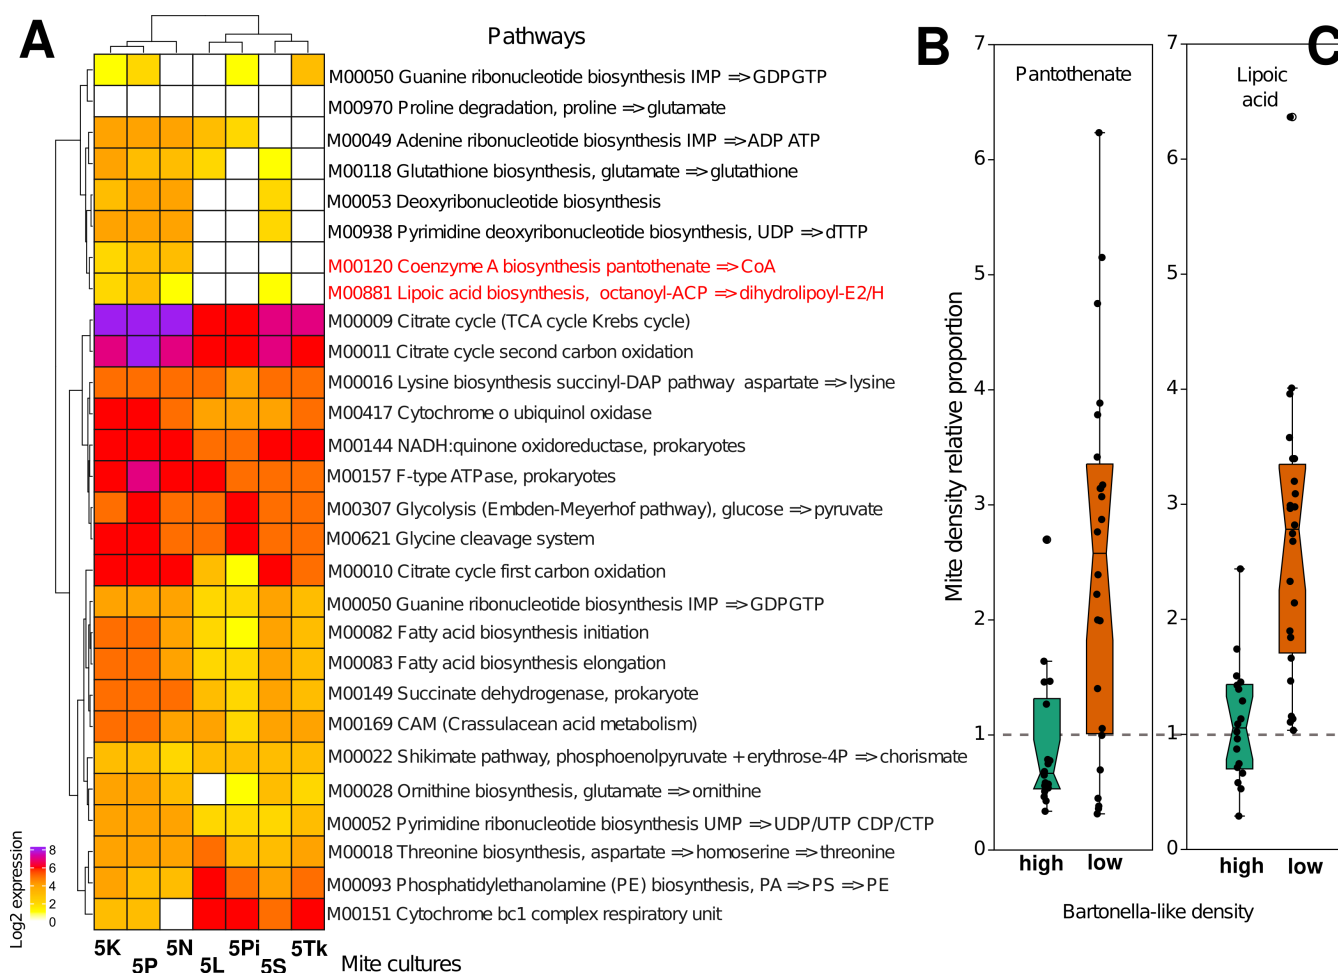 A
Pathways
M00050 Guanine ribonucleotide biosynthesis IMP => GDPGTP
M00970 Proline degradation, proline => glutamate
M00049 Adenine ribonucleotide biosynthesis IMP => ADP ATP
M00118 Glutathione biosynthesis, glutamate => glutathione
M00053 Deoxyribonucleotide biosynthesis
M00938 Pyrimidine deoxyribonucleotide biosynthesis, UDP => dTTP
M00120 Coenzyme A biosynthesis pantothenate => CoA
M00881 Lipoic acid biosynthesis, octanoyl-ACP => dihydrolipoyl-E2/H
M00009 Citrate cycle (TCA cycle Krebs cycle)
M00011 Citrate cycle second carbon oxidation
M00016 Lysine biosynthesis succinyl-DAP pathway aspartate => lysine
M00417 Cytochrome o ubiquinol oxidase
M00144 NADH:quinone oxidoreductase, prokaryotes
M00157 F-type ATPase, prokaryotes
M00307 Glycolysis (Embden-Meyerhof pathway), glucose => pyruvate
M00621 Glycine cleavage system
M00010 Citrate cycle first carbon oxidation
M00050 Guanine ribonucleotide biosynthesis IMP => GDPGTP
M00082 Fatty acid biosynthesis initiation
M00083 Fatty acid biosynthesis elongation
M00149 Succinate dehydrogenase, prokaryote
M00169 CAM (Crassulacean acid metabolism)
M00022 Shikimate pathway, phosphoenolpyruvate + erythrose-4P => chorismate
M00028 Ornithine biosynthesis, glutamate => ornithine
M00052 Pyrimidine ribonucleotide biosynthesis UMP => UDP/UTP CDP/CTP
M00018 Threonine biosynthesis, aspartate => homoserine => threonine
M00093 Phosphatidylethanolamine (PE) biosynthesis, PA => PS => PE
M00151 Cytochrome bc1 complex respiratory unit
Log2 expression
8
6
4
2
0
5K
5P
5N
5L
5Pi
5S
5Tk
Mite cultures
B
Mite density relative proportion
7
6
5
4
3
2
1
0
Pantothenate
high
low
C
7
6
5
4
3
2
1
0
Lipoic
acid
high
low
Bartonella-like density